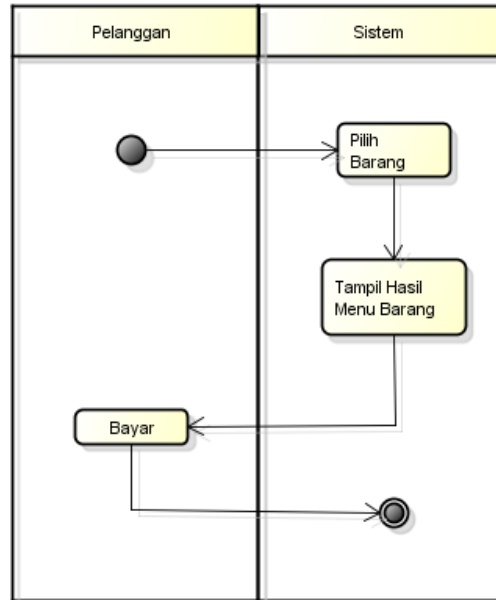 Pelanggan
Sistem
Pilih
Barang
Tampil Hasil
Menu Barang
Bayar